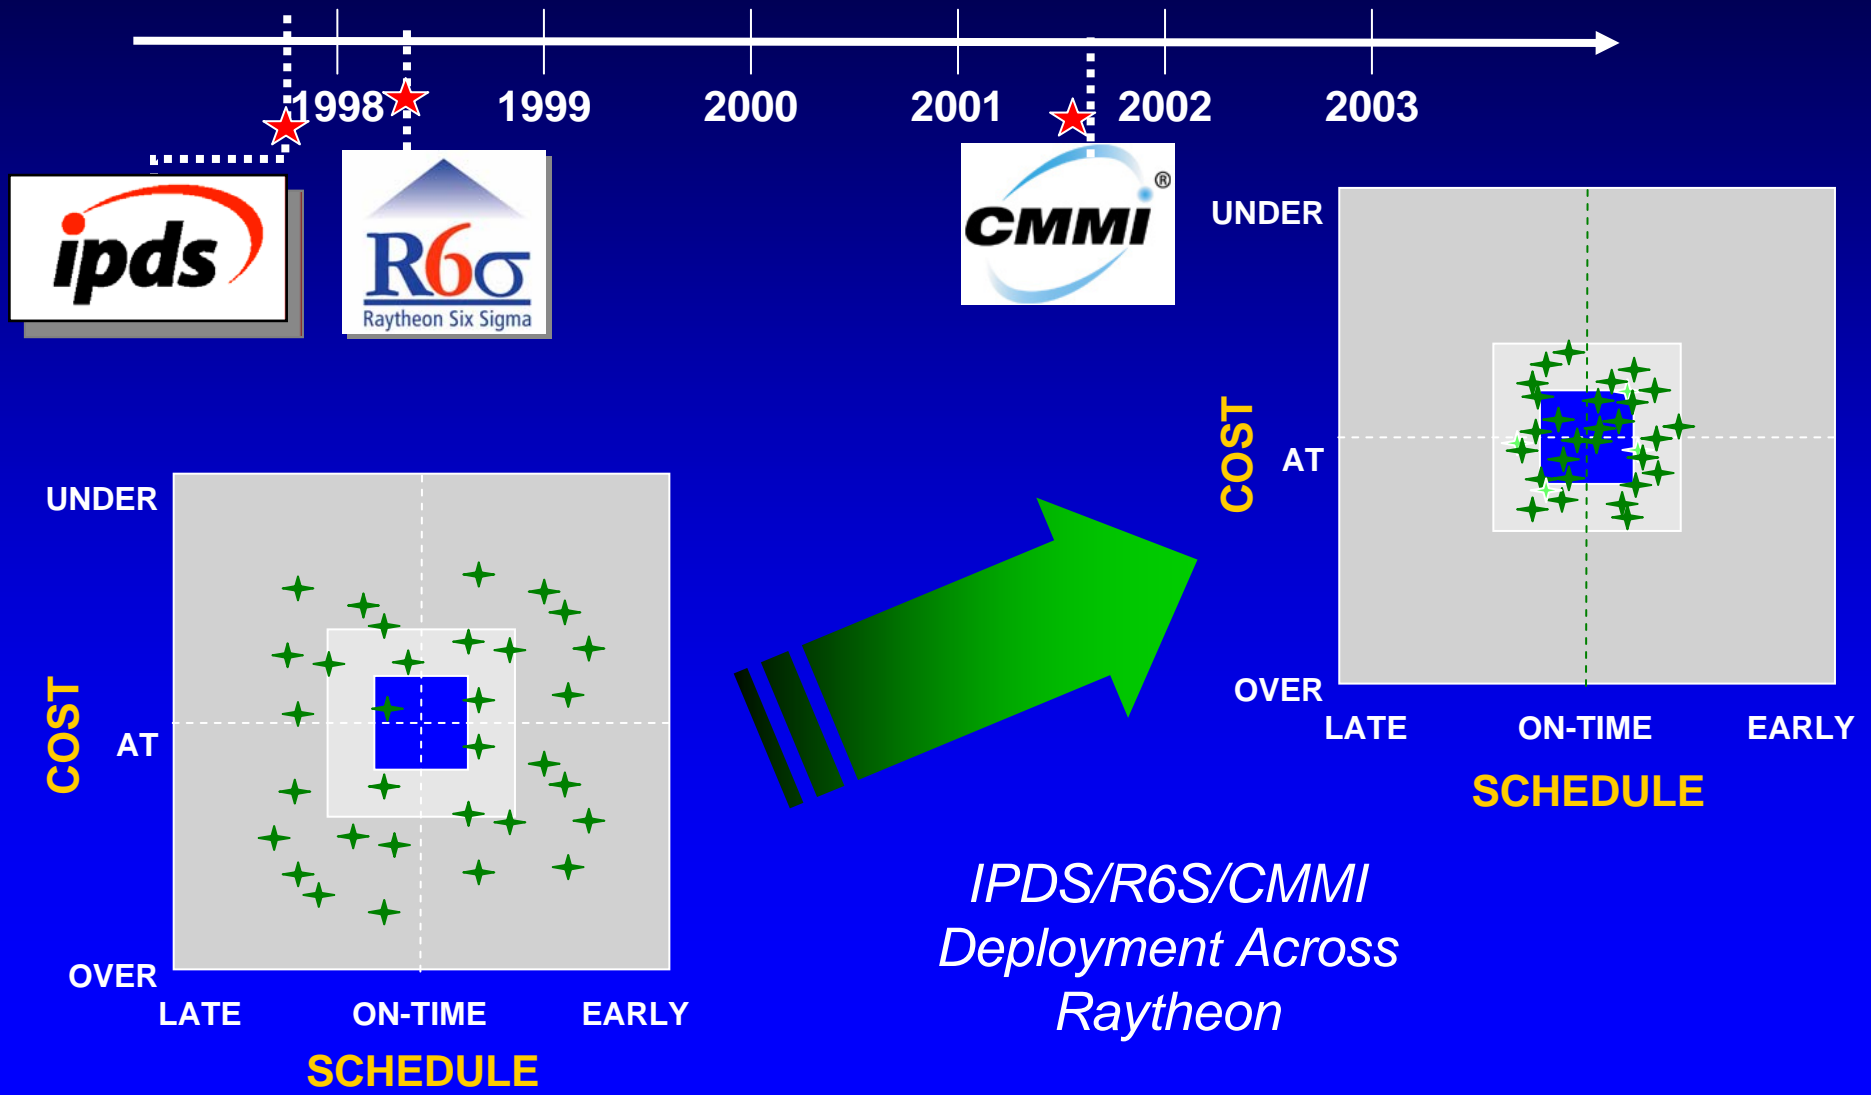 1998
1999
2000
2001
2002
2003
ipds
R6σ
Raytheon Six Sigma
CMMI®
UNDER
AT
OVER
COST
LATE
ON-TIME
EARLY
SCHEDULE
UNDER
AT
OVER
COST
LATE
ON-TIME
EARLY
SCHEDULE
IPDS/R6S/CMMI
Deployment Across
Raytheon